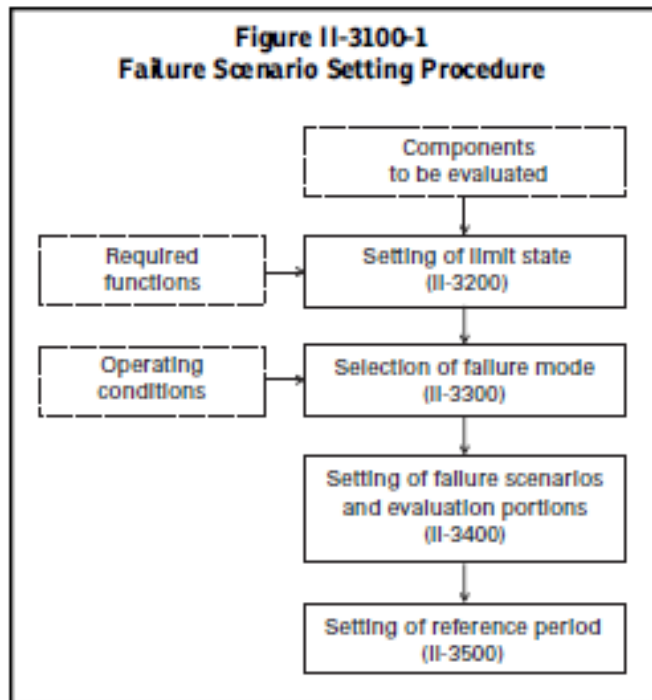 Figure II-3100-1
Failure Scenario Setting Procedure
Components
to be evaluated
Required
functions
Setting of limit state
(II-3200)
Operating
conditions
Selection of failure mode
(II-3300)
Setting of failure scenarios
and evaluation portions
(II-3400)
Setting of reference period
(II-3500)